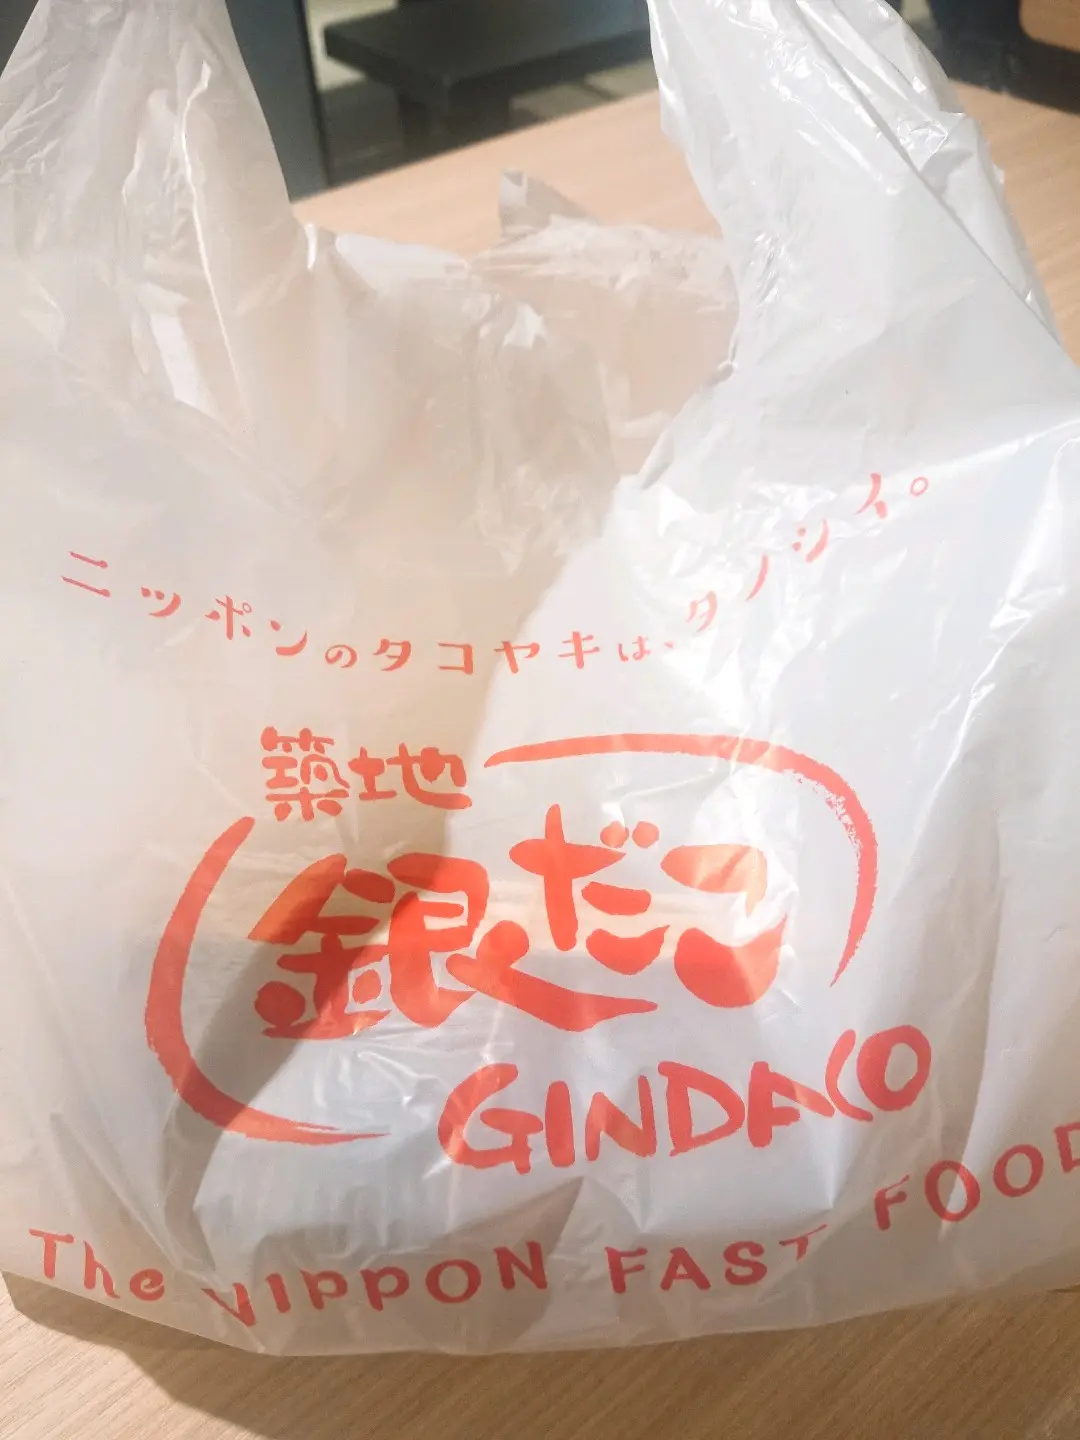 ニッポンのタコヤキは、タノシイ。
築地
銀だこ
GINDACO
The NIPPON FAST FOOD